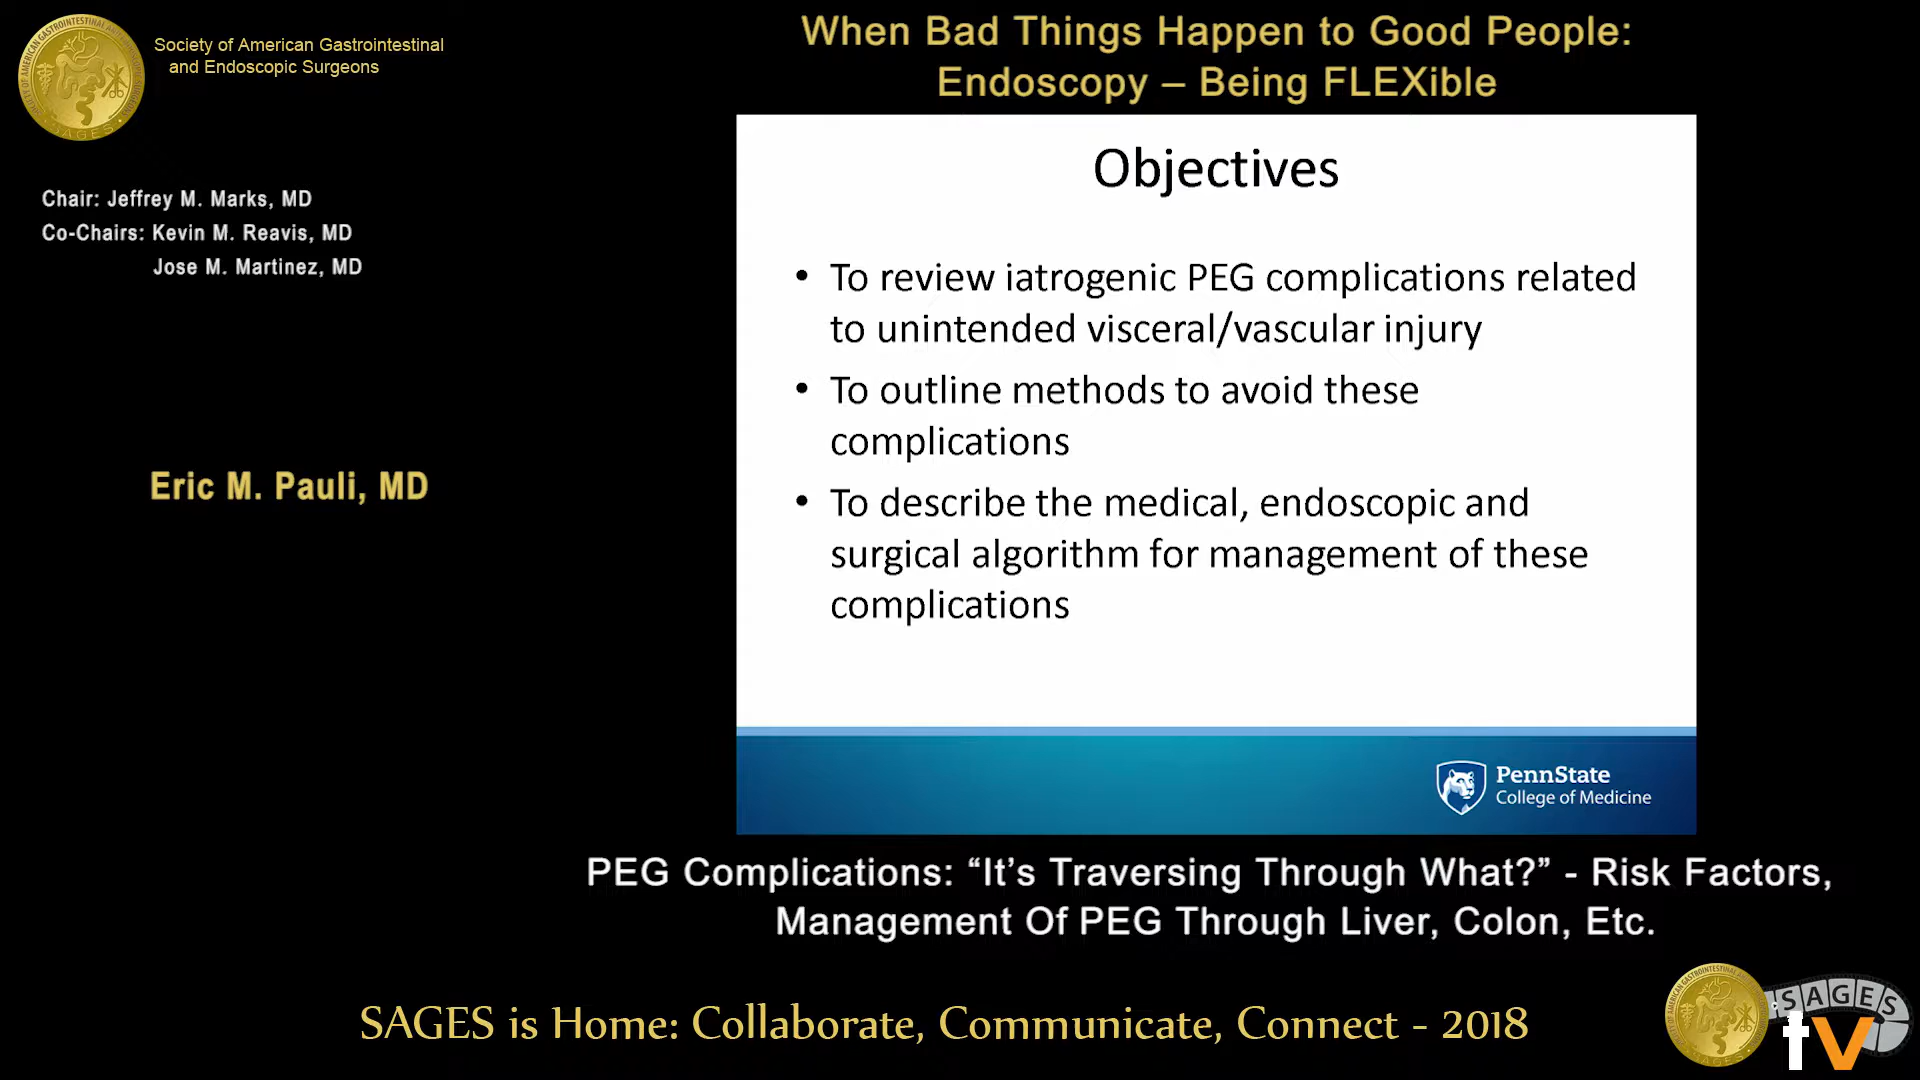 Society of American Gastrointestinal
and Endoscopic Surgeons
When Bad Things Happen to Good People:
Endoscopy – Being FLEXible
Chair: Jeffrey M. Marks, MD
Co-Chairs: Kevin M. Reavis, MD
Jose M. Martinez, MD
Eric M. Pauli, MD
Objectives
• To review iatrogenic PEG complications related
to unintended visceral/vascular injury
• To outline methods to avoid these
complications
• To describe the medical, endoscopic and
surgical algorithm for management of these
complications
PennState
College of Medicine
PEG Complications: “It’s Traversing Through What?” - Risk Factors,
Management Of PEG Through Liver, Colon, Etc.
SAGES is Home: Collaborate, Communicate, Connect - 2018
SAGES
tv